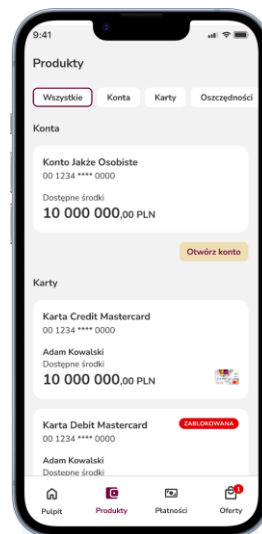 9:41
Produkty
Wszystkie Konta Karty Oszczędności
Konta
Konto Jakże Osobiste
00 1234 **** 0000
Dostępne środki
10 000 000,00 PLN
Otwórz konto
Karty
Karta Credit Mastercard
00 1234 **** 0000
Adam Kowalski
Dostępne środki
10 000 000,00 PLN
Karta Debit Mastercard ZABLOKOWANA
00 1234 **** 0000
Adam Kowalski
Dostępne środki
1
Pulpit Produkty Płatności Oferty